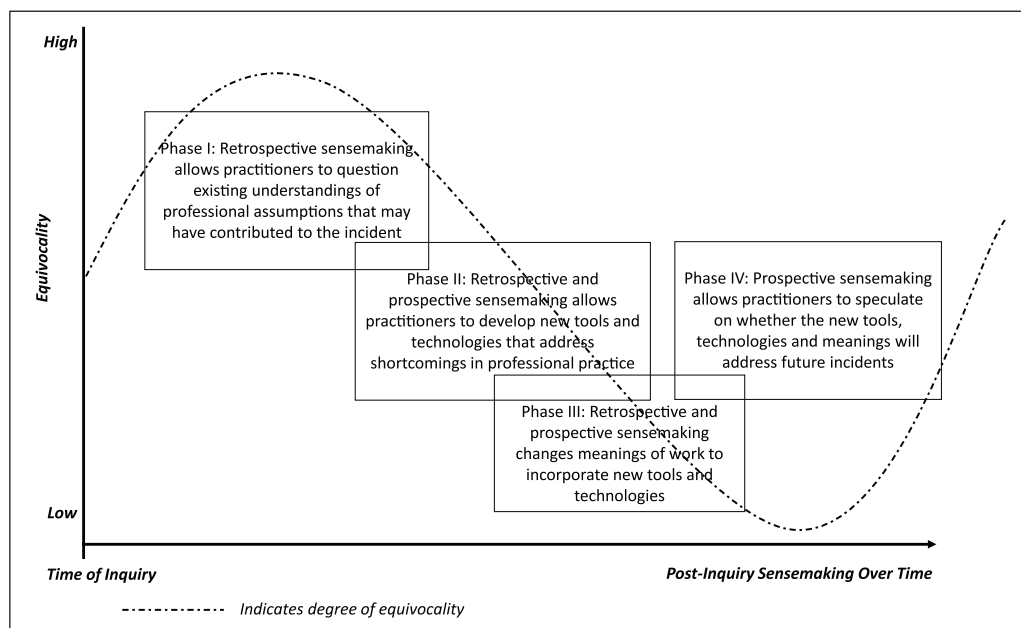 High
Phase I: Retrospective sensemaking
allows practitioners to question
existing understandings of
professional assumptions that may
have contributed to the incident
Equivocality
Phase II: Retrospective and
prospective sensemaking allows
practitioners to develop new tools and
technologies that address
shortcomings in professional practice
Phase IV: Prospective sensemaking
allows practitioners to speculate
on whether the new tools,
technologies and meanings will
address future incidents
Phase III: Retrospective and
prospective sensemaking
changes meanings of work to
incorporate new tools and
technologies
Low
Time of Inquiry
Post-Inquiry Sensemaking Over Time
Indicates degree of equivocality